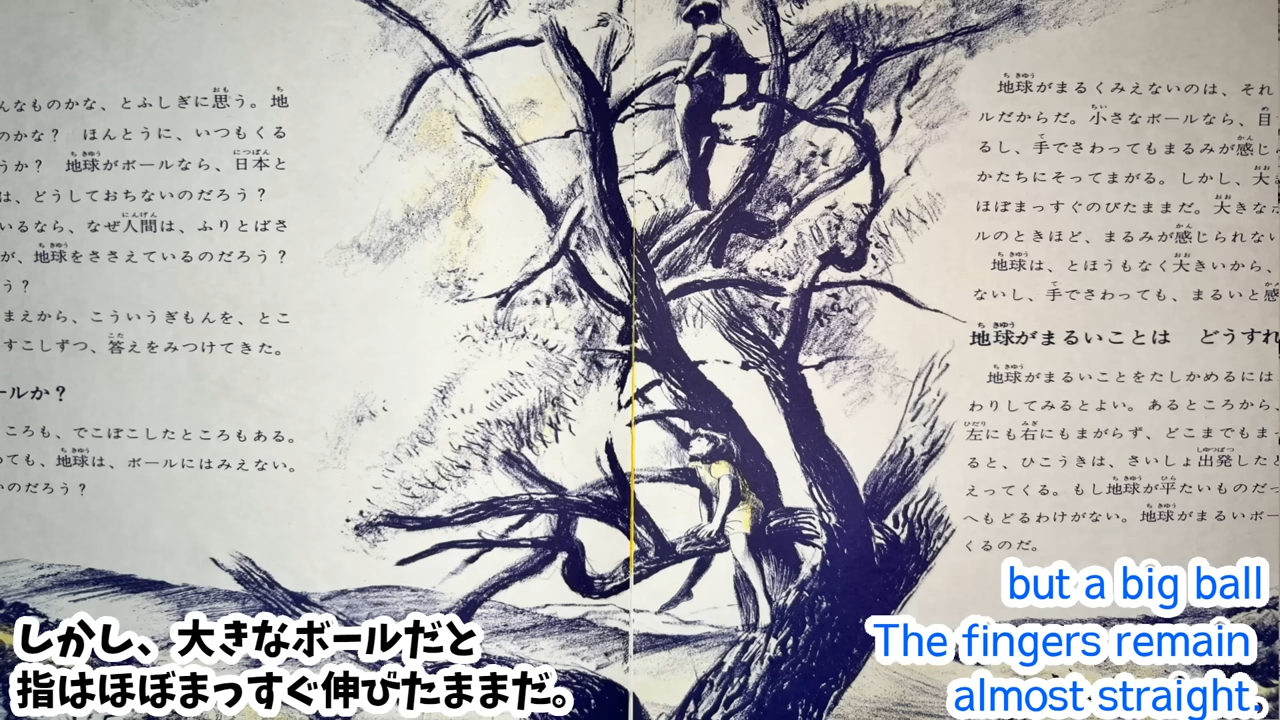 んなものかな、とふしぎに思う。地
のかな？ ほんとうに、いつもくる
うか？ 地球がボールなら、日本と
は、どうしておちないのだろう？
いるなら、なぜ人間は、ふりとばさ
が、地球をささえているのだろう？
う？
まえから、こういうぎもんを、とこ
すこしずつ、答えをみつけてきた。
ールか？
ころも、でこぼこしたところもある。
っても、地球は、ボールにはみえない。
いのだろう？
地球がまるくみえないのは、それ
ルだからだ。小さなボールなら、目
るし、手でさわってもまるみが感じ
かたちにそってまがる。しかし、大き
ほぼまっすぐのびたままだ。大きな
ルのときほど、まるみが感じられない
地球は、とほうもなく大きいから、
ないし、手でさわっても、まるいと感
地球がまるいことは どうすれ
地球がまるいことをたしかめるには
わりしてみるとよい。あるところから、
左にも右にもまがらず、どこまでもま
ると、ひこうきは、さいしょ出発したと
えってくる。もし地球が平たいものだっ
へもどるわけがない。地球がまるいボー
くるのだ。
しかし、大きなボールだと
指はほぼまっすぐ伸びたままだ。
but a big ball
The fingers remain
almost straight.